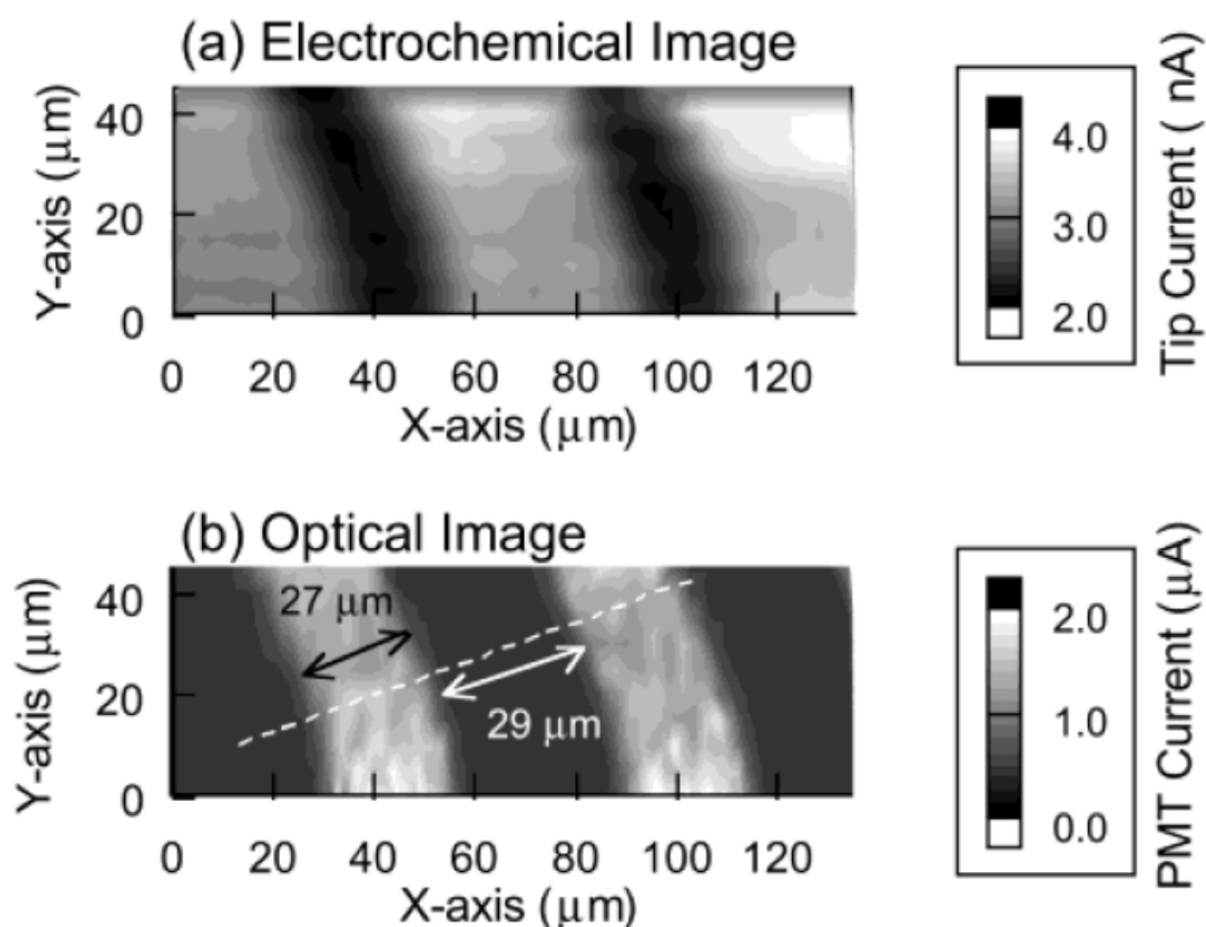 (a) Electrochemical Image
Y-axis (μm)
40
20
0
0 20 40 60 80 100 120
X-axis (μm)
4.0
3.0
2.0
Tip Current ( nA)
(b) Optical Image
Y-axis (μm)
40
20
0
27 μm
29 μm
0 20 40 60 80 100 120
X-axis (μm)
2.0
1.0
0.0
PMT Current (μA)